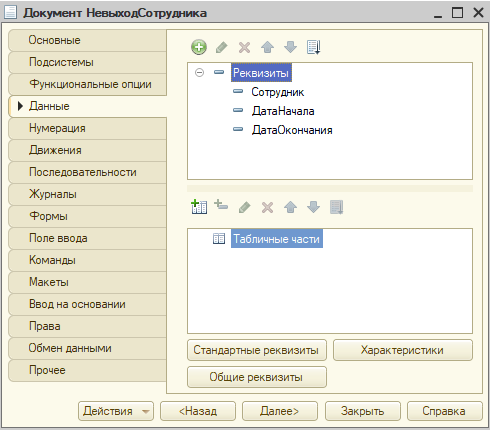 Документ НевыходСотрудника
Основные
Подсистемы
Функциональные опции
Данные
Нумерация
Движения
Последовательности
Журналы
Формы
Поле ввода
Команды
Макеты
Ввод на основании
Права
Обмен данными
Прочее
Реквизиты
Сотрудник
ДатаНачала
ДатаОкончания
Табличные части
Стандартные реквизиты
Характеристики
Общие реквизиты
Действия
<Назад
Далее>
Закрыть
Справка